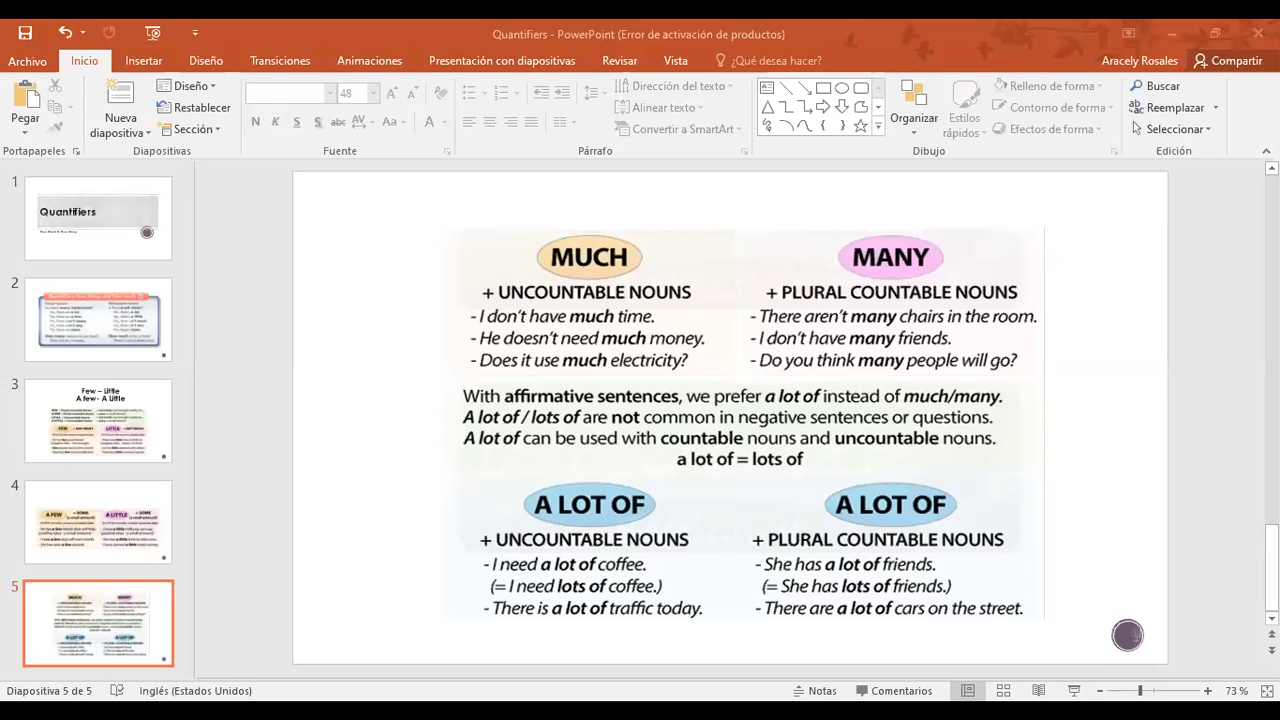 Quantifiers - PowerPoint (Error de activación de productos)
Archivo Inicio Insertar Diseño Transiciones Animaciones Presentación con diapositivas Revisar Vista ¿Qué desea hacer? Aracely Rosales Compartir
Pegar
Nueva diapositiva
Diseño
Restablecer
Sección
48
N K S S abc AV Aa A
Dirección del texto
Alinear texto
Convertir a SmartArt
Organizar
Estilos rápidos
Relleno de forma
Contorno de forma
Efectos de forma
Buscar
Reemplazar
Seleccionar
Portapapeles Diapositivas Fuente Párrafo Dibujo Edición
1
Quantifiers
2
3
Few – Little
A few - A Little
4
A FEW
A LITTLE
5
MUCH
MANY
A LOT OF
A LOT OF
MUCH
+ UNCOUNTABLE NOUNS
- I don't have much time.
- He doesn't need much money.
- Does it use much electricity?
MANY
+ PLURAL COUNTABLE NOUNS
- There aren't many chairs in the room.
- I don't have many friends.
- Do you think many people will go?
With affirmative sentences, we prefer a lot of instead of much/many.
A lot of / lots of are not common in negative sentences or questions.
A lot of can be used with countable nouns and uncountable nouns.
a lot of = lots of
A LOT OF
+ UNCOUNTABLE NOUNS
- I need a lot of coffee.
(= I need lots of coffee.)
- There is a lot of traffic today.
A LOT OF
+ PLURAL COUNTABLE NOUNS
- She has a lot of friends.
(= She has lots of friends.)
- There are a lot of cars on the street.
Diapositiva 5 de 5 Inglés (Estados Unidos) Notas Comentarios 73 %